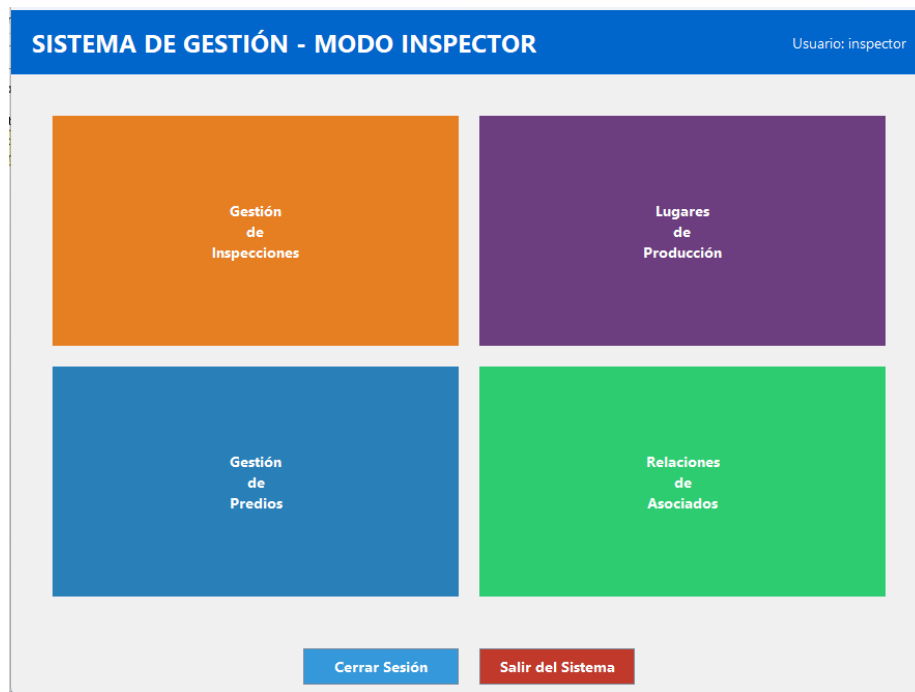 SISTEMA DE GESTIÓN - MODO INSPECTOR
Usuario: inspector
Gestión
de
Inspecciones
Lugares
de
Producción
Gestión
de
Predios
Relaciones
de
Asociados
Cerrar Sesión
Salir del Sistema